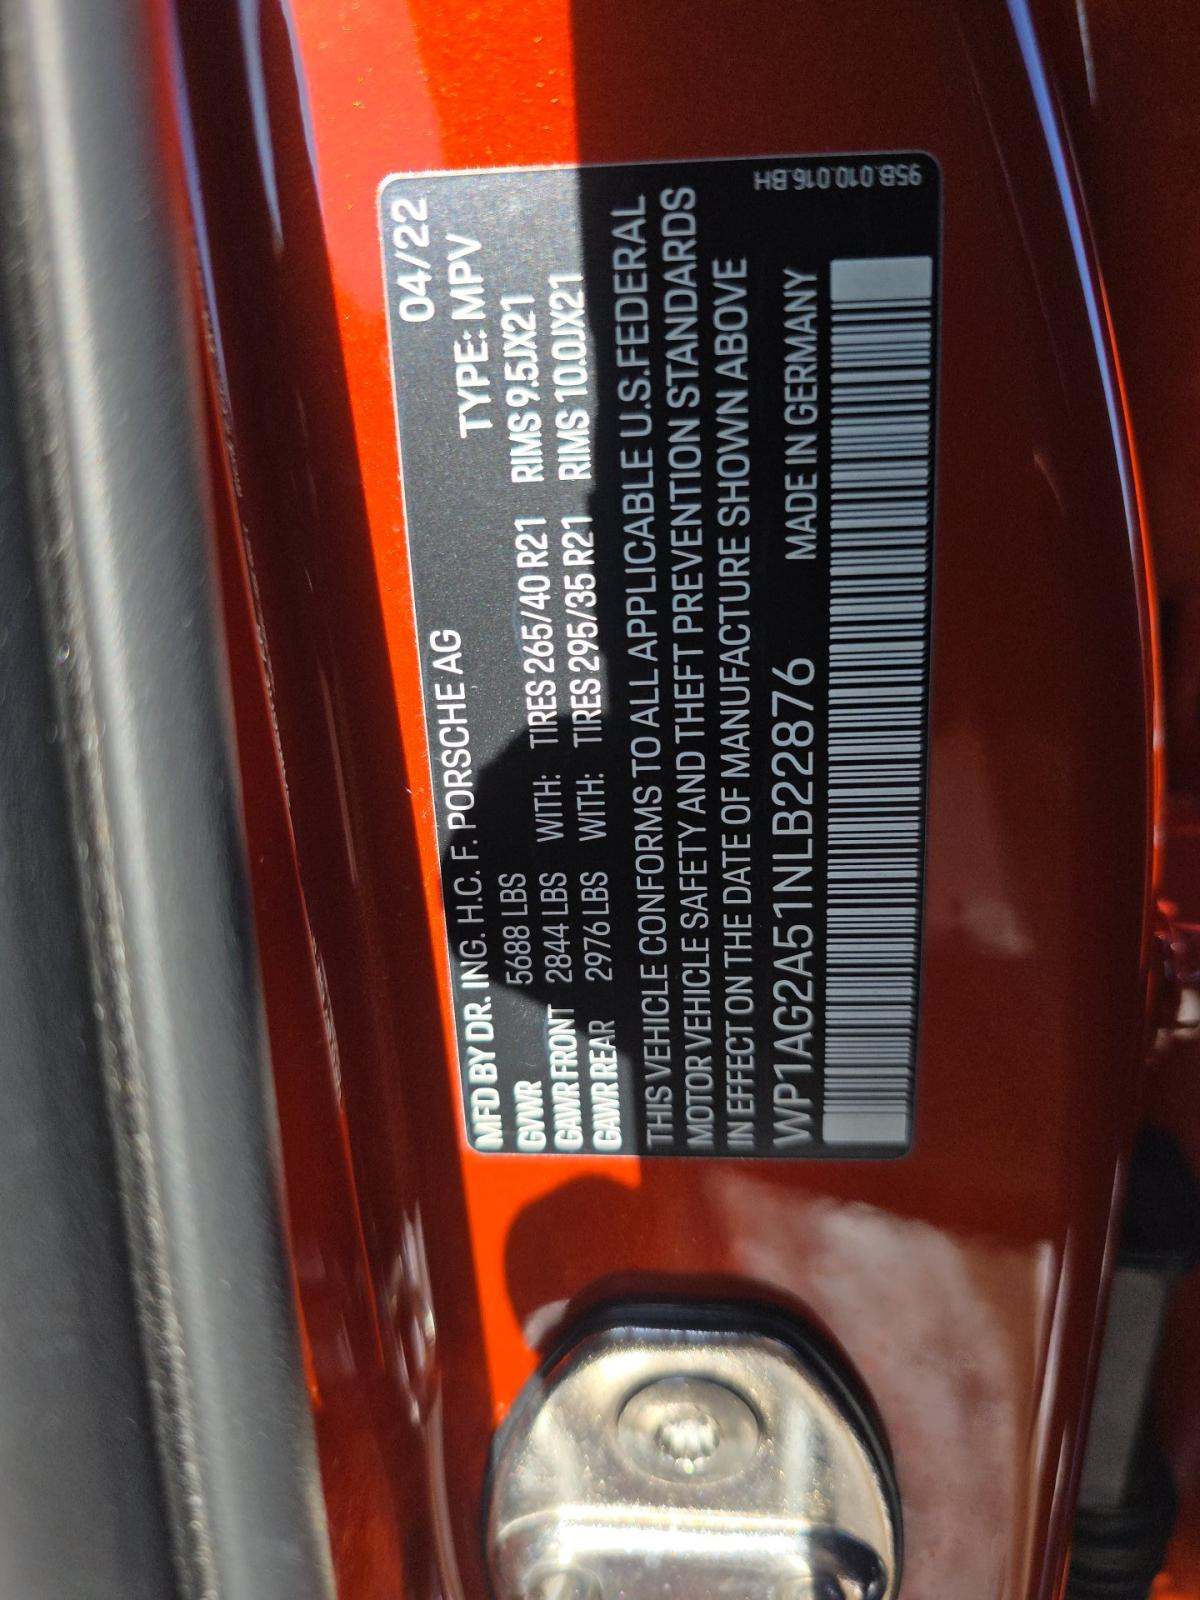 04/22
MFD BY DR. ING. H.C. F. PORSCHE AG TYPE: MPV
GVWR 5688 LBS
GAWR FRONT 2844 LBS WITH: TIRES 265/40 R21 RIMS 9.5JX21
GAWR REAR 2976 LBS WITH: TIRES 295/35 R21 RIMS 10.0JX21
THIS VEHICLE CONFORMS TO ALL APPLICABLE U.S.FEDERAL
MOTOR VEHICLE SAFETY AND THEFT PREVENTION STANDARDS
IN EFFECT ON THE DATE OF MANUFACTURE SHOWN ABOVE
WP1AG2A51NLB22876 MADE IN GERMANY
95B.010.016.BH